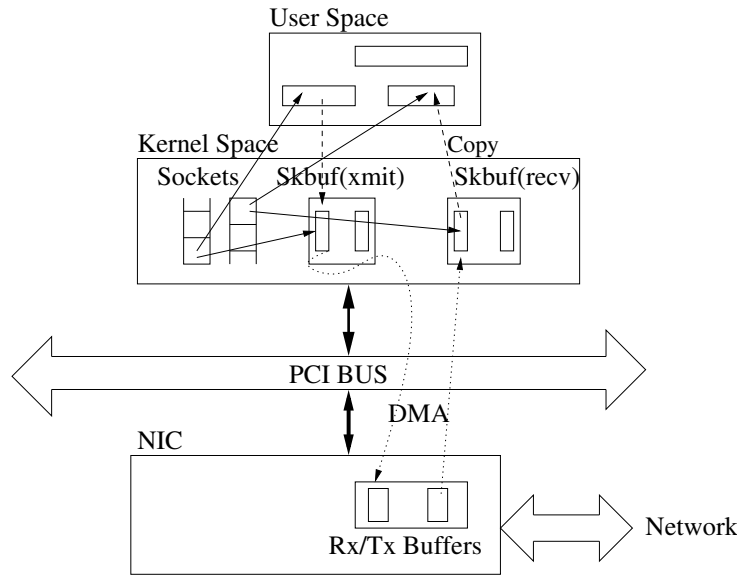 User Space
Kernel Space
Copy
Sockets
Skbuf(xmit)
Skbuf(recv)
PCI BUS
DMA
NIC
Rx/Tx Buffers
Network